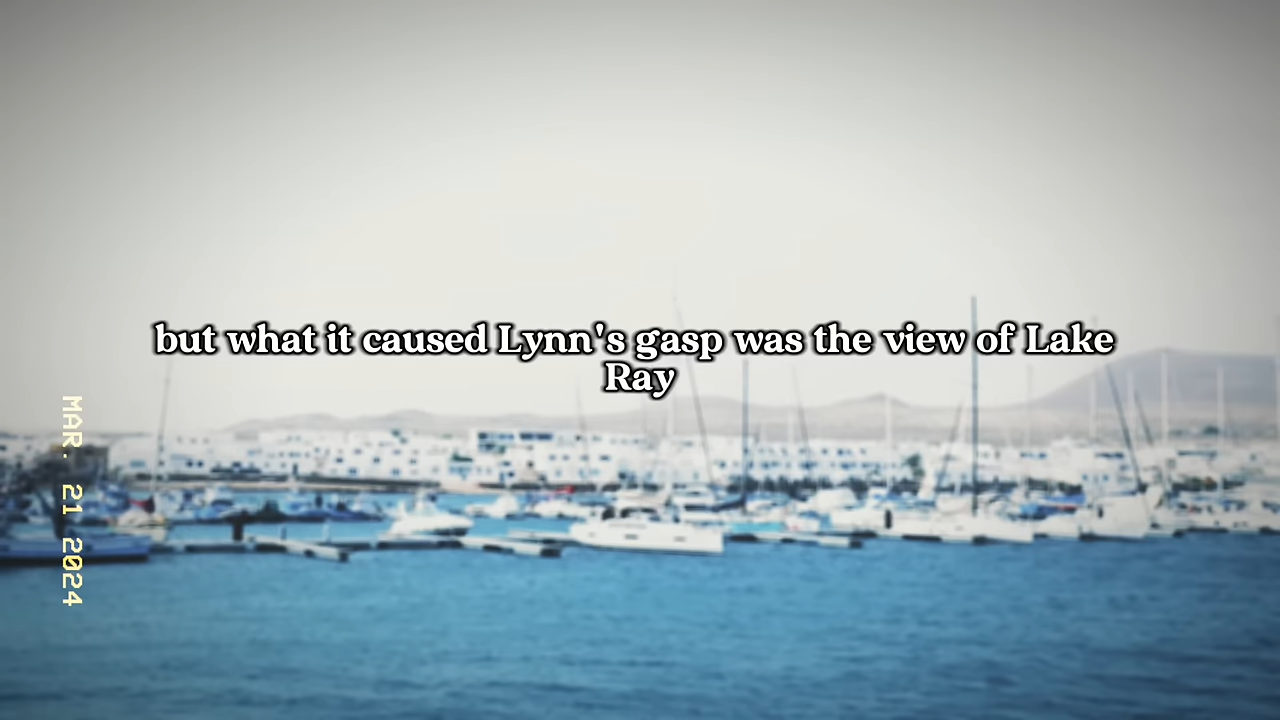 but what it caused Lynn's gasp was the view of Lake
Ray
MAR. 21 2024